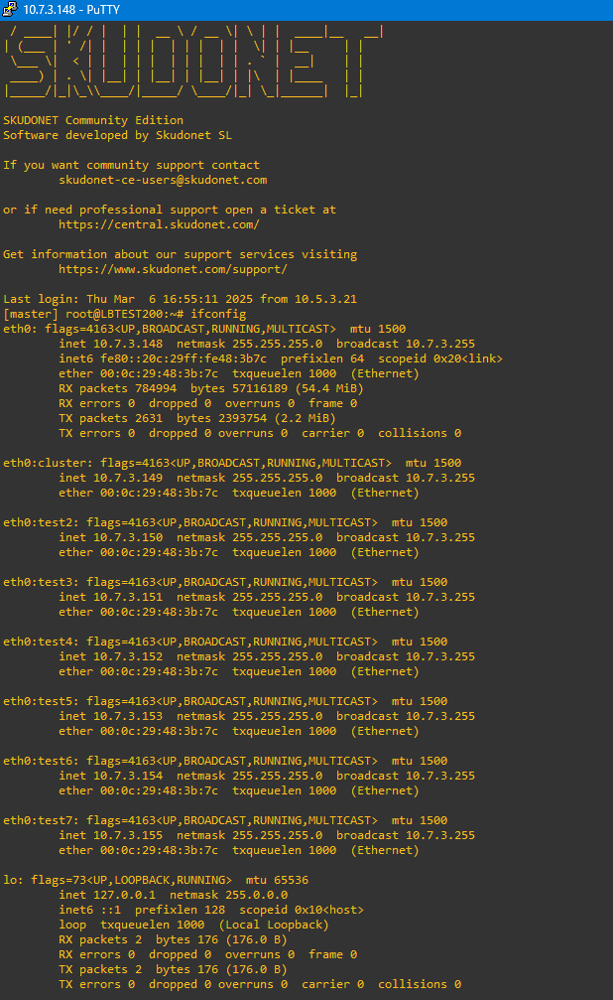 10.7.3.148 - PuTTY
SKUDONET
SKUDONET Community Edition
Software developed by Skudonet SL
If you want community support contact
skudonet-ce-users@skudonet.com
or if need professional support open a ticket at
https://central.skudonet.com/
Get information about our support services visiting
https://www.skudonet.com/support/
Last login: Thu Mar  6 16:55:11 2025 from 10.5.3.21
[master] root@LBTEST200:~# ifconfig
eth0: flags=4163<UP,BROADCAST,RUNNING,MULTICAST>  mtu 1500
inet 10.7.3.148  netmask 255.255.255.0  broadcast 10.7.3.255
inet6 fe80::20c:29ff:fe48:3b7c  prefixlen 64  scopeid 0x20<link>
ether 00:0c:29:48:3b:7c  txqueuelen 1000  (Ethernet)
RX packets 784994  bytes 57116189 (54.4 MiB)
RX errors 0  dropped 0  overruns 0  frame 0
TX packets 2631  bytes 2393754 (2.2 MiB)
TX errors 0  dropped 0 overruns 0  carrier 0  collisions 0
eth0:cluster: flags=4163<UP,BROADCAST,RUNNING,MULTICAST>  mtu 1500
inet 10.7.3.149  netmask 255.255.255.0  broadcast 10.7.3.255
ether 00:0c:29:48:3b:7c  txqueuelen 1000  (Ethernet)
eth0:test2: flags=4163<UP,BROADCAST,RUNNING,MULTICAST>  mtu 1500
inet 10.7.3.150  netmask 255.255.255.0  broadcast 10.7.3.255
ether 00:0c:29:48:3b:7c  txqueuelen 1000  (Ethernet)
eth0:test3: flags=4163<UP,BROADCAST,RUNNING,MULTICAST>  mtu 1500
inet 10.7.3.151  netmask 255.255.255.0  broadcast 10.7.3.255
ether 00:0c:29:48:3b:7c  txqueuelen 1000  (Ethernet)
eth0:test4: flags=4163<UP,BROADCAST,RUNNING,MULTICAST>  mtu 1500
inet 10.7.3.152  netmask 255.255.255.0  broadcast 10.7.3.255
ether 00:0c:29:48:3b:7c  txqueuelen 1000  (Ethernet)
eth0:test5: flags=4163<UP,BROADCAST,RUNNING,MULTICAST>  mtu 1500
inet 10.7.3.153  netmask 255.255.255.0  broadcast 10.7.3.255
ether 00:0c:29:48:3b:7c  txqueuelen 1000  (Ethernet)
eth0:test6: flags=4163<UP,BROADCAST,RUNNING,MULTICAST>  mtu 1500
inet 10.7.3.154  netmask 255.255.255.0  broadcast 10.7.3.255
ether 00:0c:29:48:3b:7c  txqueuelen 1000  (Ethernet)
eth0:test7: flags=4163<UP,BROADCAST,RUNNING,MULTICAST>  mtu 1500
inet 10.7.3.155  netmask 255.255.255.0  broadcast 10.7.3.255
ether 00:0c:29:48:3b:7c  txqueuelen 1000  (Ethernet)
lo: flags=73<UP,LOOPBACK,RUNNING>  mtu 65536
inet 127.0.0.1  netmask 255.0.0.0
inet6 ::1  prefixlen 128  scopeid 0x10<host>
loop  txqueuelen 1000  (Local Loopback)
RX packets 2  bytes 176 (176.0 B)
RX errors 0  dropped 0  overruns 0  frame 0
TX packets 2  bytes 176 (176.0 B)
TX errors 0  dropped 0 overruns 0  carrier 0  collisions 0